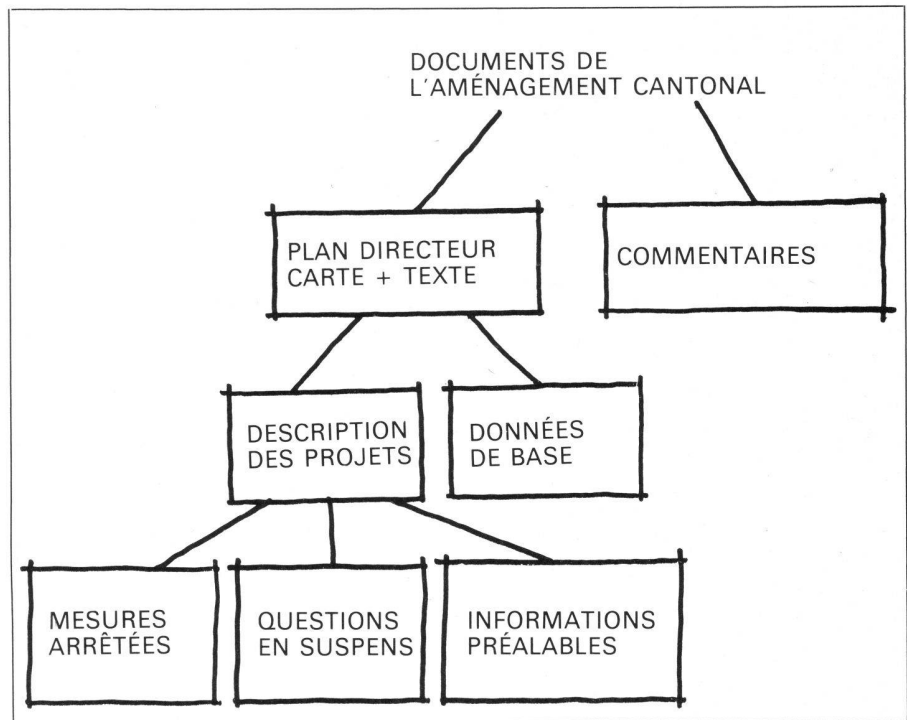 DOCUMENTS DE
L'AMÉNAGEMENT CANTONAL
PLAN DIRECTEUR
CARTE + TEXTE
COMMENTAIRES
DESCRIPTION
DES PROJETS
DONNÉES
DE BASE
MESURES
ARRÊTÉES
QUESTIONS
EN SUSPENS
INFORMATIONS
PRÉALABLES